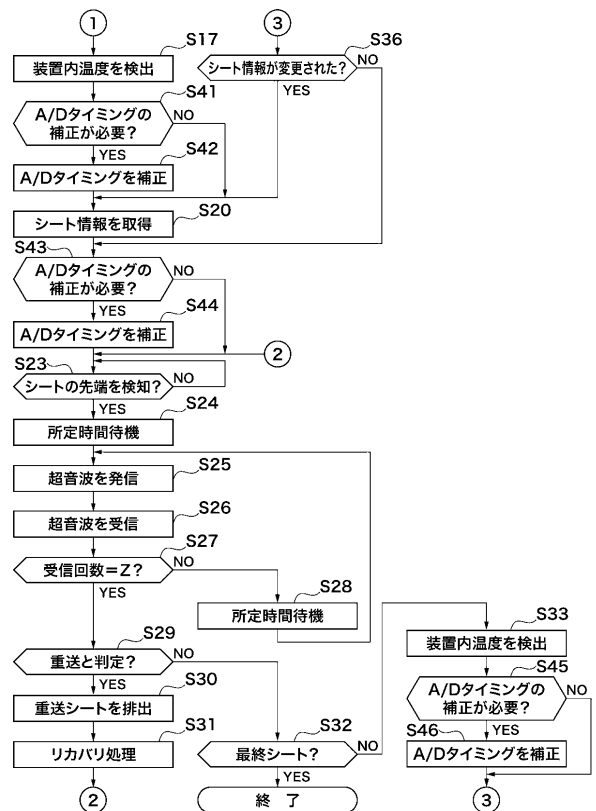 1
S17
装置内温度を検出
S41
A/Dタイミングの
補正が必要?
NO
YES
S42
A/Dタイミングを補正
3
S36
シート情報が変更された?
NO
YES
S20
シート情報を取得
S43
A/Dタイミングの
補正が必要?
NO
YES
S44
A/Dタイミングを補正
2
S23
シートの先端を検知?
NO
YES
S24
所定時間待機
S25
超音波を発信
S26
超音波を受信
S27
受信回数=Z?
NO
YES
S28
所定時間待機
S29
重送と判定?
NO
YES
S30
重送シートを排出
S31
リカバリ処理
2
S32
最終シート?
NO
YES
終 了
S33
装置内温度を検出
S45
A/Dタイミングの
補正が必要?
NO
YES
S46
A/Dタイミングを補正
3